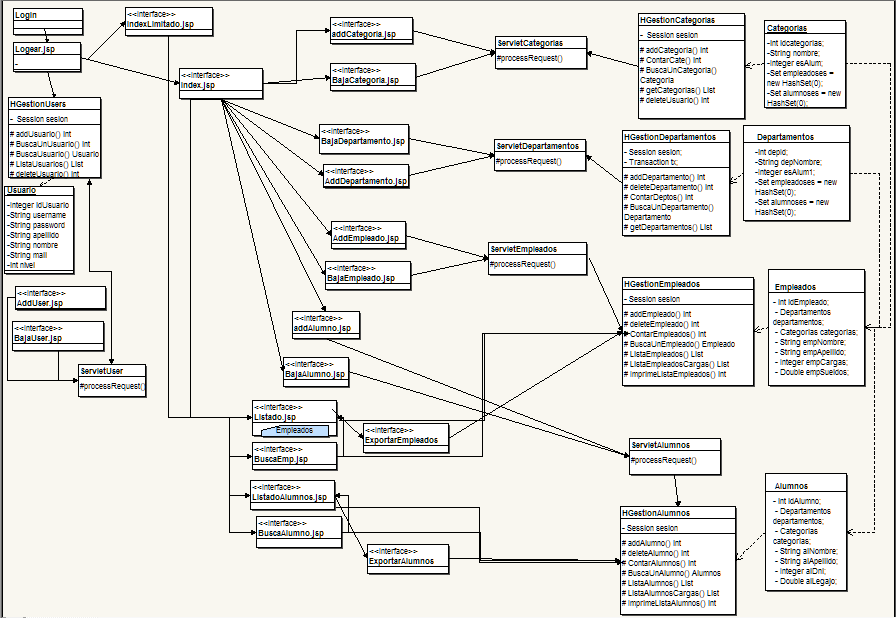 Login
Logear.jsp
-
HGestionUsers
- Session sesion
# addUsuario() int
# BuscaUnUsuario() int
# BuscaUsuario() Usuario
# ListaUsuarios() List
# deleteUsuario() int
Usuario
-Integer idUsuario
-String username
-String password
-String apellido
-String nombre
-String mail
-Int nivel
AddUser.jsp
BajaUser.jsp
ServletUser
#processRequest()
<<interface>>
IndexLimitado.jsp
<<interface>>
Index.jsp
<<interface>>
addCategoria.jsp
<<interface>>
BajaCategoria.jsp
<<interface>>
BajaDepartamento.jsp
<<interface>>
AddDepartamento.jsp
<<interface>>
AddEmpleado.jsp
<<interface>>
BajaEmpleado.jsp
<<interface>>
addAlumno.jsp
<<interface>>
BajaAlumno.jsp
<<interface>>
Listado.jsp
Empleados
<<interface>>
BuscaEmp.jsp
<<interface>>
ListadoAlumnos.jsp
<<interface>>
BuscaAlumno.jsp
<<interface>>
ExportarEmpleados
<<interface>>
ExportarAlumnos
ServletCategorias
#processRequest()
ServletDepartamentos
#processRequest()
ServletEmpleados
#processRequest()
ServletAlumnos
#processRequest()
HGestionCategorias
- Session sesion
# addCategoria() int
# ContarCate() int
# BuscaUnCategoria()
Categoria
# getCategorias() List
# deleteUsuario() int
HGestionDepartamentos
- Session sesion;
- Transaction tx;
# addDepartamento() int
# deleteDepartamento() int
# ContarDeptos() int
# BuscaUnDepartamento()
Departamento
# getDepartamentos() List
HGestionEmpleados
- Session sesion
# addEmpleado() int
# deleteEmpleado() int
# ContarEmpleados() int
# BuscaUnEmpleado() Empleado
# ListaEmpleados() List
# ListaEmpleadosCargas() List
# imprimeListaEmpleados() int
HGestionAlumnos
- Session sesion
# addAlumno() int
# deleteAlumno() int
# ContarAlumnos() int
# BuscaUnAlumno() Alumnos
# ListaAlumnos() List
# ListaAlumnosCargas() List
# imprimeListaAlumnos() int
Categorias
-Int idcategorias;
-String nombre;
-Integer esAlum;
-Set empleadoses =
new HashSet(0);
-Set alumnoses = new
HashSet(0);
Departamentos
-Int depid;
-String depNombre;
-Integer esAlum1;
-Set empleadoses = new
HashSet(0);
-Set alumnoses = new
HashSet(0);
Empleados
- Int idEmpleado;
- Departamentos
departamentos;
- Categorias categorias;
- String empNombre;
- String empApellido;
- Integer empCargas;
- Double empSueldos;
Alumnos
- Int idAlumno;
- Departamentos
departamentos;
- Categorias
categorias;
- String alNombre;
- String alApellido;
- Integer alDni;
- Double alLegajo;